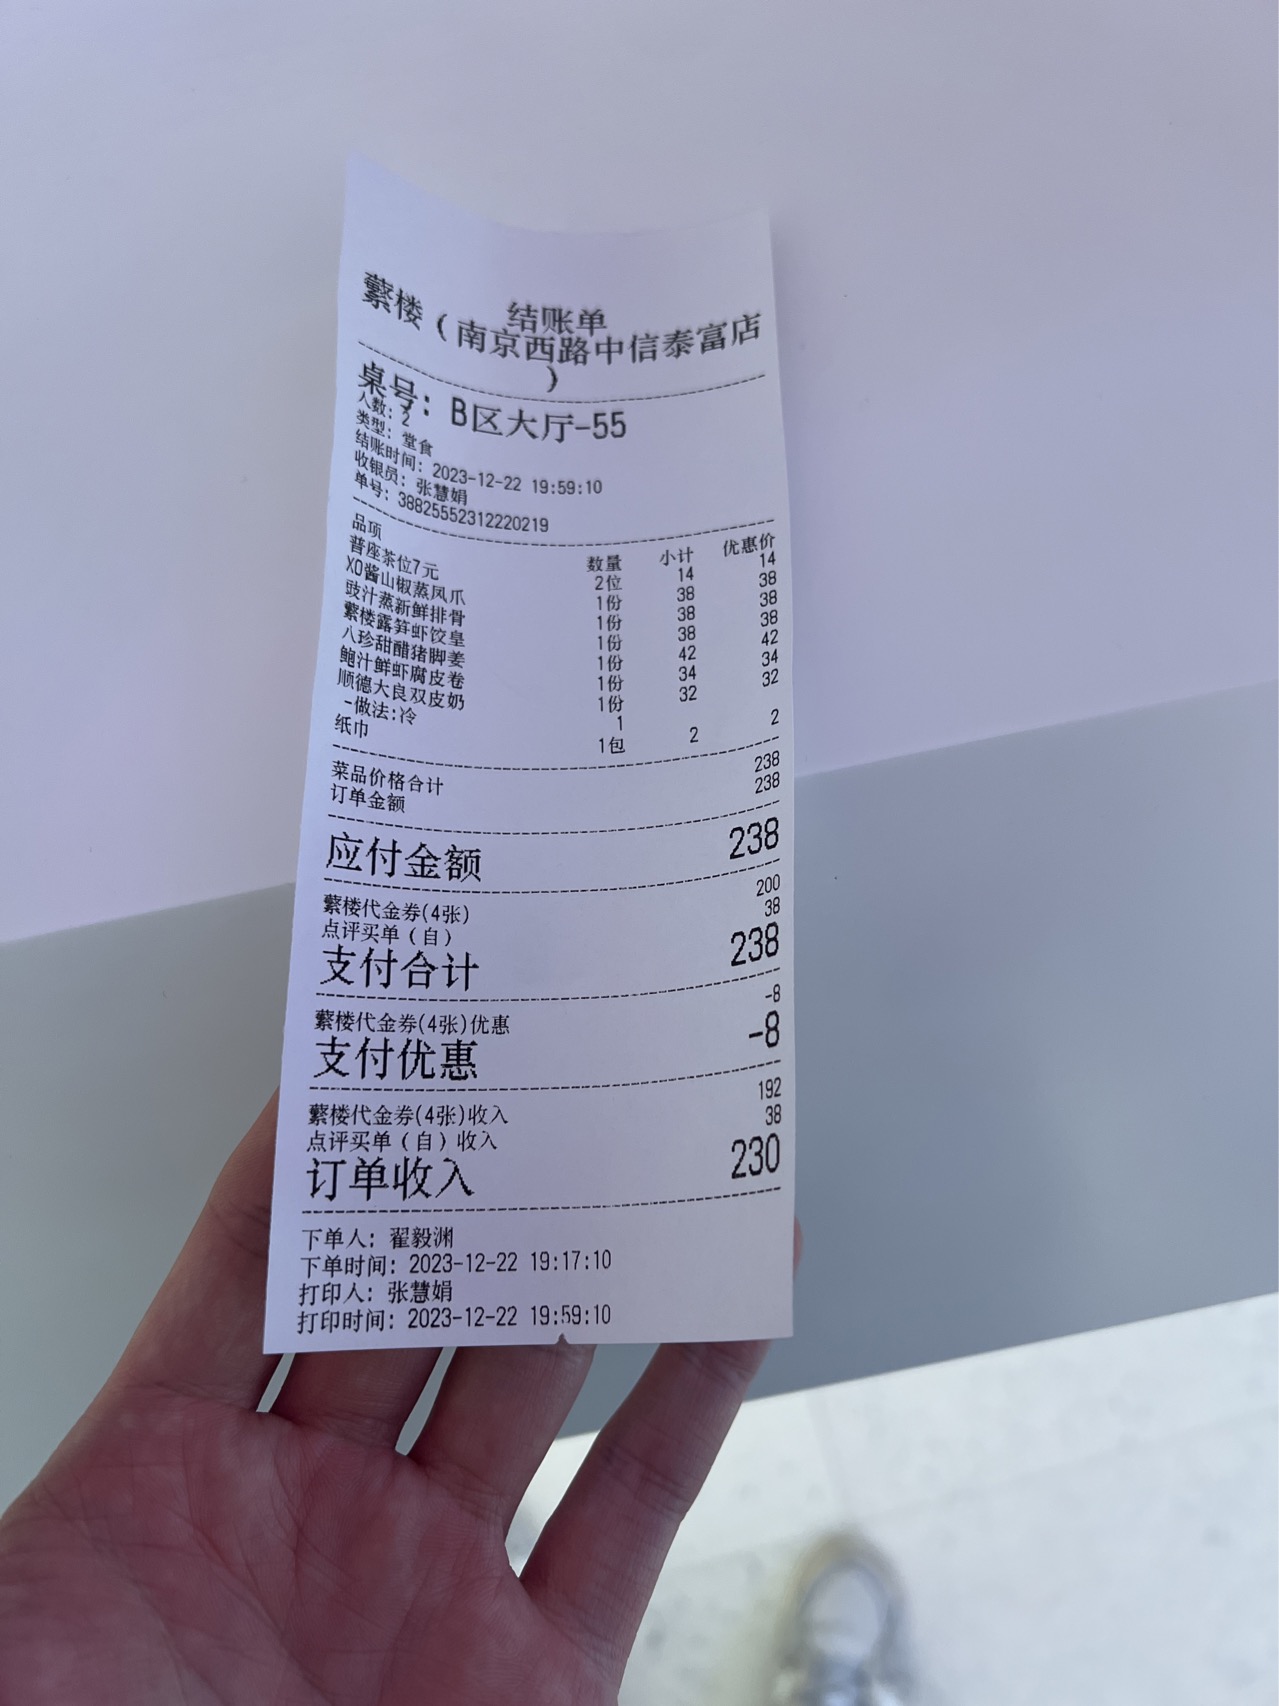 结账单
蘩楼（南京西路中信泰富店
）
桌号：B区大厅-55
人数：2
类型：堂食
结账时间：2023-12-22 19:59:10
收银员：张慧娟
单号：38825552312220219
品项 数量 小计 优惠价
普座茶位7元 2位 14 14
XO酱山椒蒸凤爪 1份 38 38
豉汁蒸新鲜排骨 1份 38 38
蘩楼露笋虾饺皇 1份 38 38
八珍甜醋猪脚姜 1份 42 42
鲍汁鲜虾腐皮卷 1份 34 34
顺德大良双皮奶 1份 32 32
-做法:冷 1
纸巾 1包 2 2
菜品价格合计 238
订单金额 238
应付金额 238
蘩楼代金券(4张) 200
点评买单（自） 38
支付合计 238
蘩楼代金券(4张)优惠 -8
支付优惠 -8
蘩楼代金券(4张)收入 192
点评买单（自）收入 38
订单收入 230
下单人：翟毅渊
下单时间：2023-12-22 19:17:10
打印人：张慧娟
打印时间：2023-12-22 19:59:10